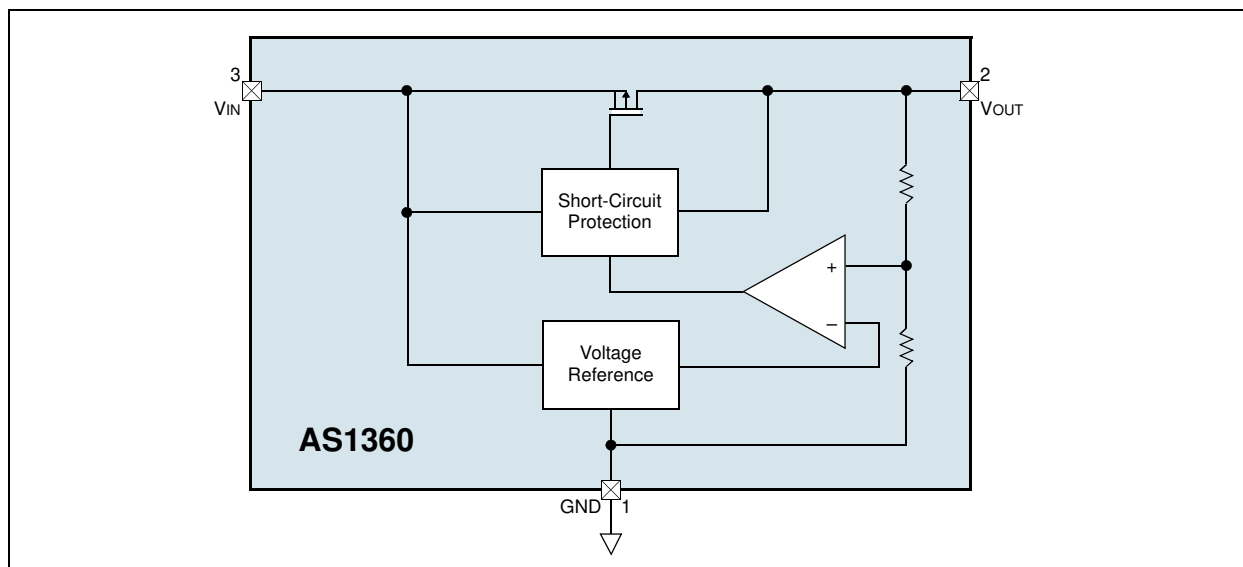 3
VIN
2
VOUT
Short-Circuit
Protection
+
–
Voltage
Reference
AS1360
GND 1